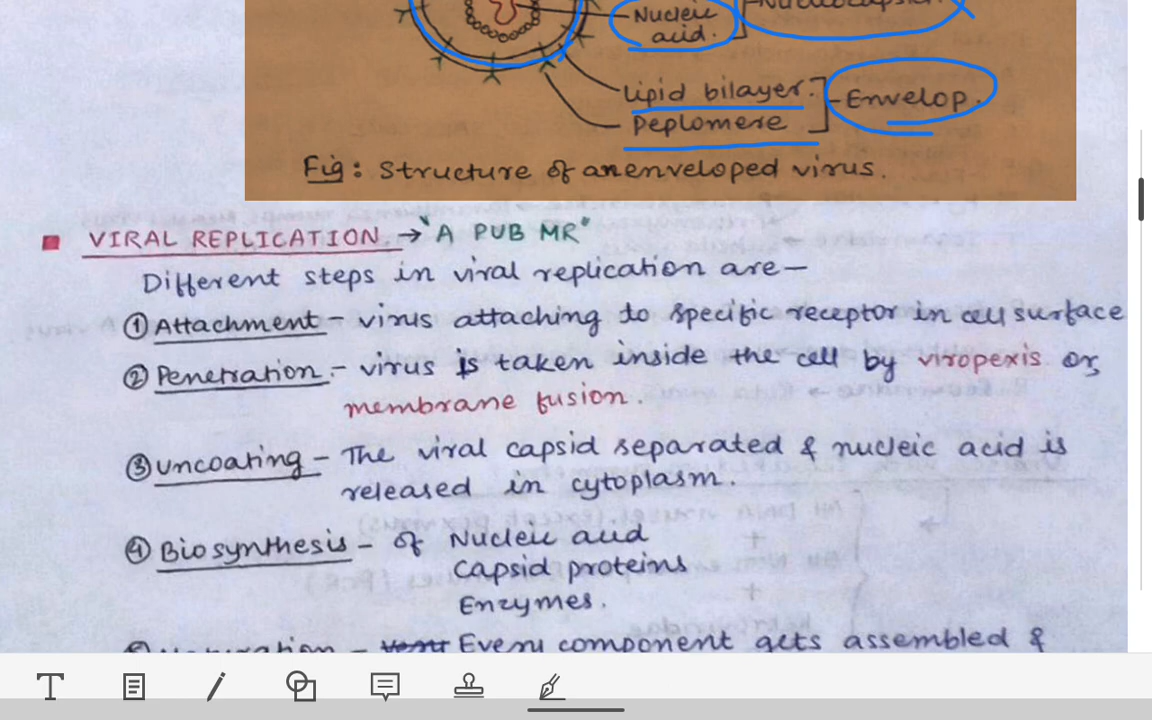 Nucleic
acid.
Lipid bilayer
Peplomere
Envelop.
Fig: Structure of an enveloped virus.
VIRAL REPLICATION → "A PUB MR"
Different steps in viral replication are—
① Attachment - virus attaching to specific receptor in cell surface
② Penetration - virus is taken inside the cell by viropexis or
membrane fusion.
③ Uncoating - The viral capsid separated & nucleic acid is
released in cytoplasm.
④ Biosynthesis - of Nucleic acid
capsid proteins
Enzymes.
Every component gets assembled &
T